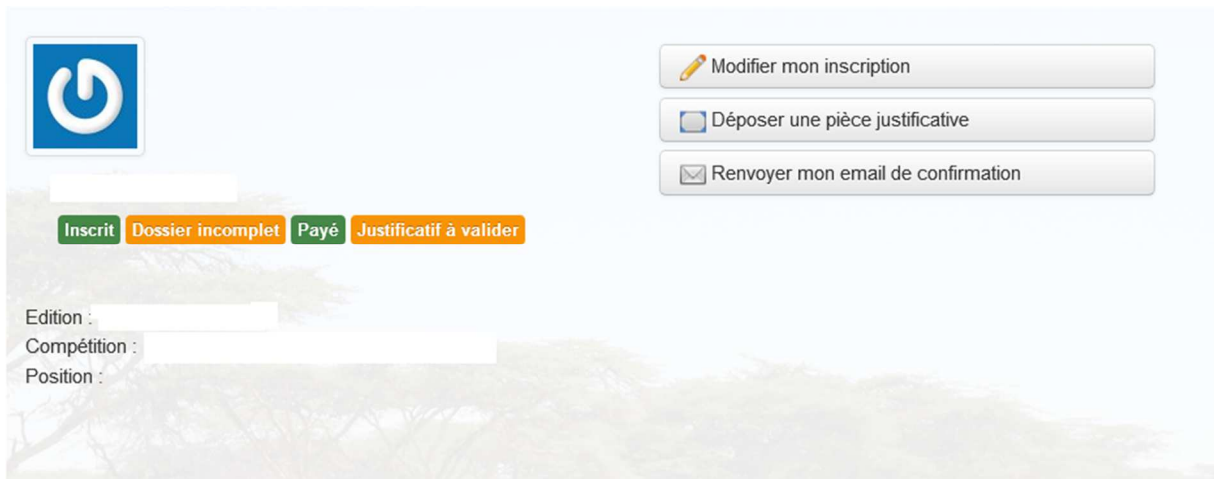 Modifier mon inscription
Déposer une pièce justificative
Renvoyer mon email de confirmation
Inscrit Dossier incomplet Payé Justificatif à valider
Edition :
Compétition :
Position :